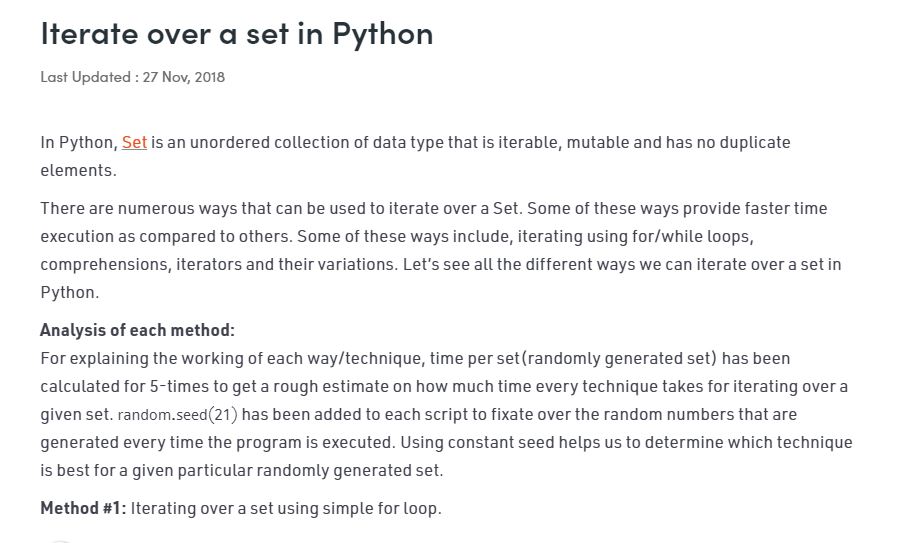 Iterate over a set in Python
Last Updated : 27 Nov, 2018
In Python, Set is an unordered collection of data type that is iterable, mutable and has no duplicate
elements.
There are numerous ways that can be used to iterate over a Set. Some of these ways provide faster time
execution as compared to others. Some of these ways include, iterating using for/while loops,
comprehensions, iterators and their variations. Let’s see all the different ways we can iterate over a set in
Python.
Analysis of each method:
For explaining the working of each way/technique, time per set(randomly generated set) has been
calculated for 5-times to get a rough estimate on how much time every technique takes for iterating over a
given set. random.seed(21) has been added to each script to fixate over the random numbers that are
generated every time the program is executed. Using constant seed helps us to determine which technique
is best for a given particular randomly generated set.
Method #1: Iterating over a set using simple for loop.